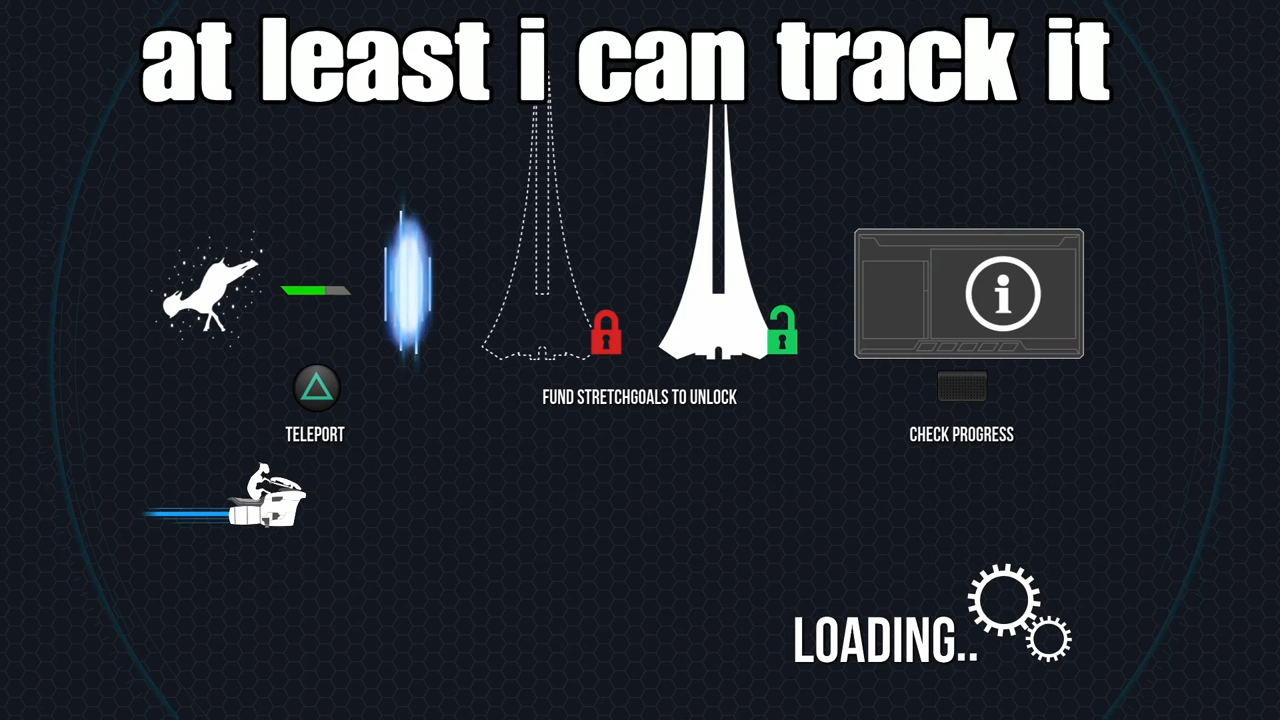 at least i can track it
FUND STRETCHGOALS TO UNLOCK
TELEPORT
CHECK PROGRESS
LOADING..